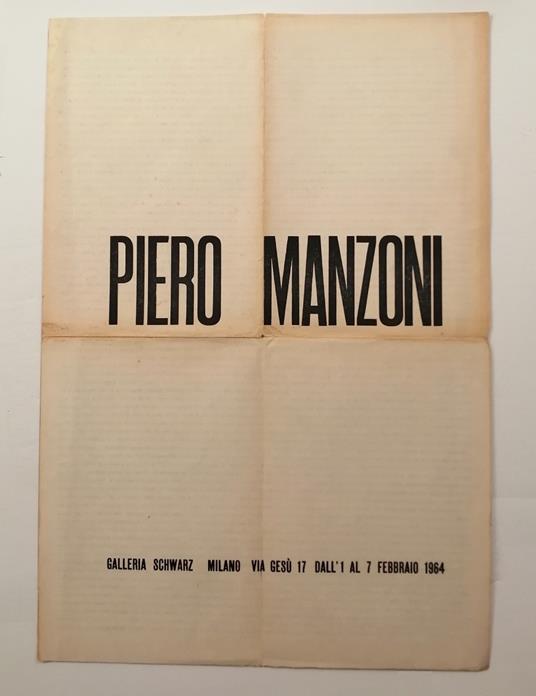 PIERO MANZONI
GALLERIA SCHWARZ MILANO VIA GESÙ 17 DALL'1 AL 7 FEBBRAIO 1964